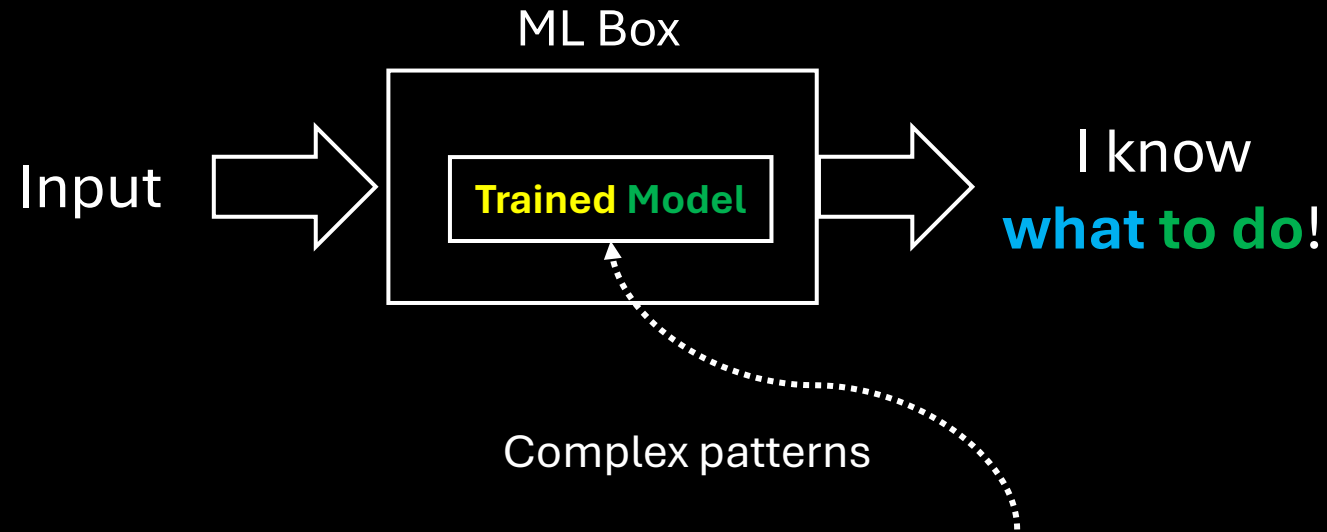 ML Box
Input
Trained Model
I know
what to do!
Complex patterns